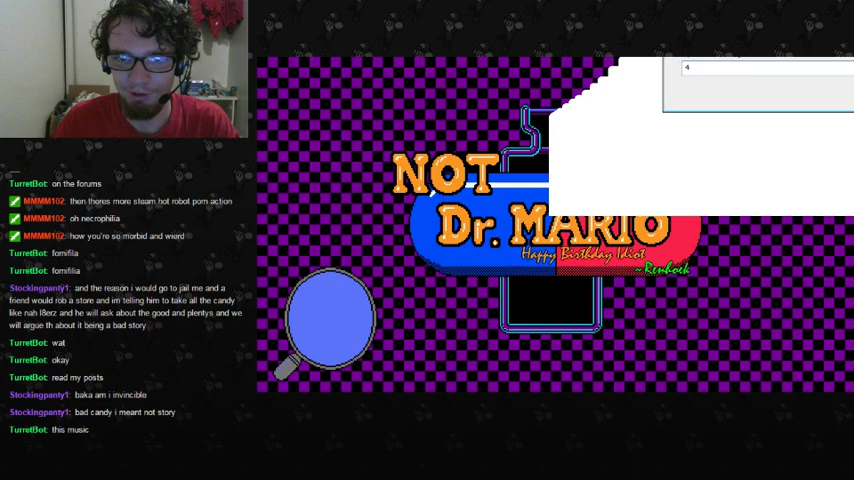 TurretBot: on the forums
MMMM102: then theres more steam hot robot porn action
MMMM102: oh necrophilia
MMMM102: how you're so morbid and wierd
TurretBot: fornifila
TurretBot: fornifilia
Stockingpanty1: and the reason i would go to jail me and a
friend would rob a store and im telling him to take all the candy
like nah l8erz and he will ask about the good and plentys and we
will argue th about it being a bad story
TurretBot: wat
TurretBot: okay
TurretBot: read my posts
Stockingpanty1: baka am i invincible
Stockingpanty1: bad candy i meant not story
TurretBot: this music
4
NOT
Dr. MARIO
Happy Birthday Idiot
~Renhoek